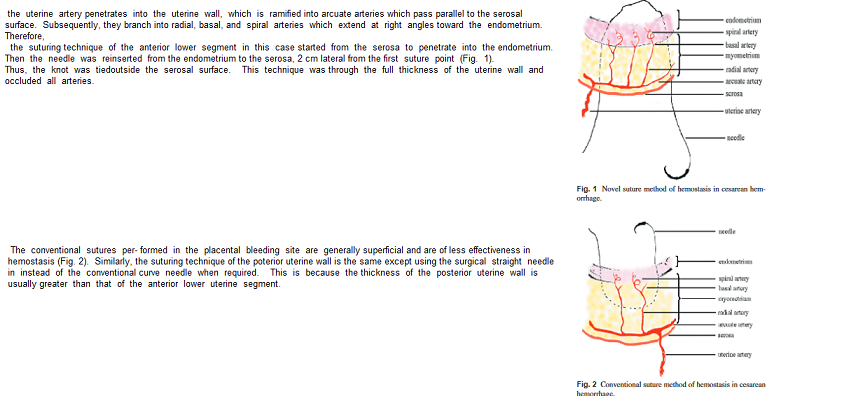 the uterine artery penetrates into the uterine wall, which is ramified into arcuate arteries which pass parallel to the serosal
surface. Subsequently, they branch into radial, basal, and spiral arteries which extend at right angles toward the endometrium.
Therefore,
the suturing technique of the anterior lower segment in this case started from the serosa to penetrate into the endometrium.
Then the needle was reinserted from the endometrium to the serosa, 2 cm lateral from the first suture point (Fig. 1).
Thus, the knot was tiedoutside the serosal surface. This technique was through the full thickness of the uterine wall and
occluded all arteries.
endometrium
spiral artery
basal artery
myometrium
radial artery
arcuate artery
serosa
uterine artery
needle
Fig. 1 Novel suture method of hemostasis in cesarean hem-
orrhage.
The conventional sutures per- formed in the placental bleeding site are generally superficial and are of less effectiveness in
hemostasis (Fig. 2). Similarly, the suturing technique of the poterior uterine wall is the same except using the surgical straight needle
in instead of the conventional cuve needle when required. This is because the thickness of the posterior uterine wall is
usually greater than that of the anterior lower uterine segment.
needle
endometrium
spiral artery
basal artery
myometrium
radial artery
arcuate artery
serosa
uterine artery
Fig. 2 Conventional suture method of hemostasis in cesarean
hemorrhage.